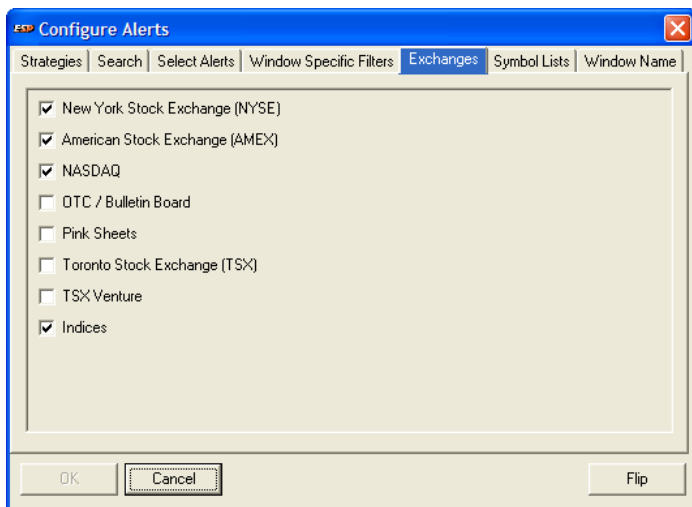 ESP Configure Alerts
Strategies Search Select Alerts Window Specific Filters Exchanges Symbol Lists Window Name
New York Stock Exchange (NYSE)
American Stock Exchange (AMEX)
NASDAQ
OTC / Bulletin Board
Pink Sheets
Toronto Stock Exchange (TSX)
TSX Venture
Indices
OK Cancel Flip